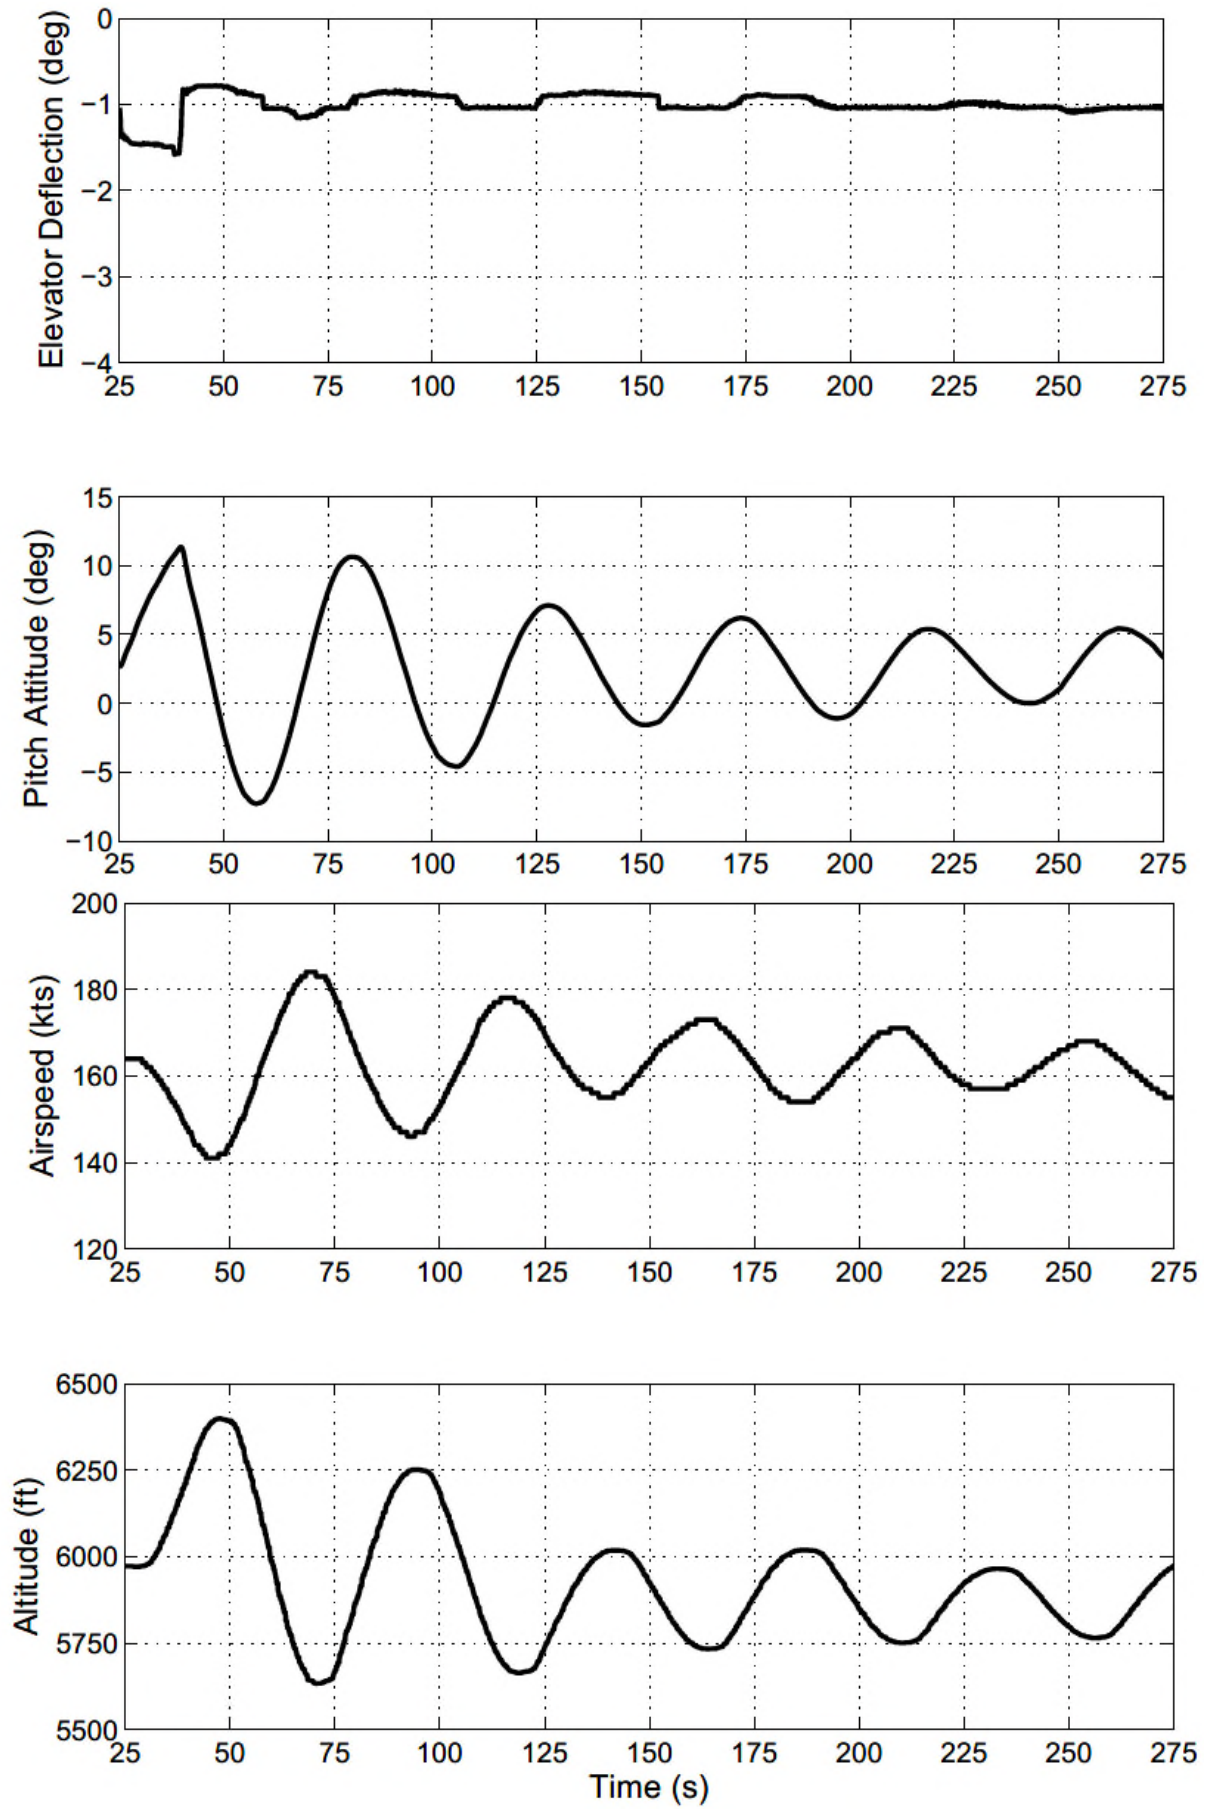 Elevator Deflection (deg)
0
−1
−2
−3
−4
25 50 75 100 125 150 175 200 225 250 275
Pitch Attitude (deg)
15
10
5
0
−5
−10
25 50 75 100 125 150 175 200 225 250 275
Airspeed (kts)
200
180
160
140
120
25 50 75 100 125 150 175 200 225 250 275
Altitude (ft)
6500
6250
6000
5750
5500
25 50 75 100 125 150 175 200 225 250 275
Time (s)